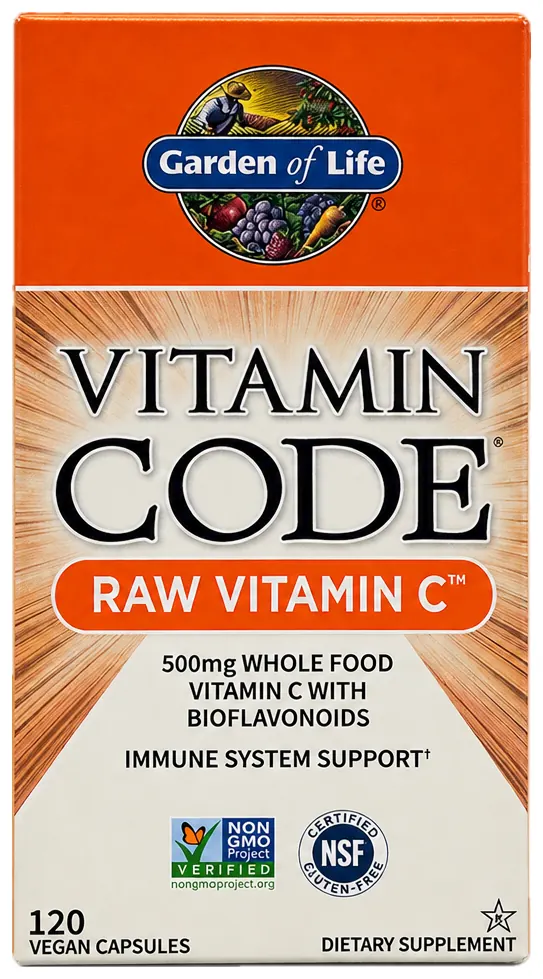 Garden of Life®
VITAMIN
CODE®
RAW VITAMIN C™
500mg WHOLE FOOD
VITAMIN C WITH
BIOFLAVONOIDS
IMMUNE SYSTEM SUPPORT†
NON
GMO
Project
VERIFIED
nongmoproject.org
CERTIFIED
NSF
GLUTEN-FREE
120
VEGAN CAPSULES
K
DIETARY SUPPLEMENT